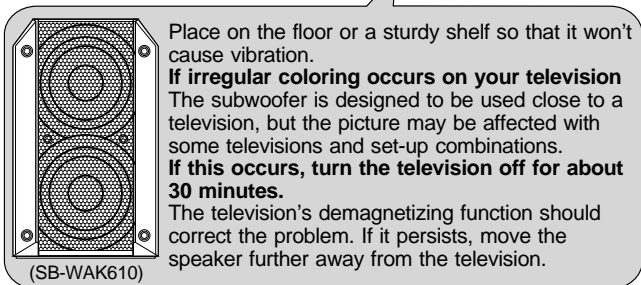 Place on the floor or a sturdy shelf so that it won't
cause vibration.
If irregular coloring occurs on your television
The subwoofer is designed to be used close to a
television, but the picture may be affected with
some televisions and set-up combinations.
If this occurs, turn the television off for about
30 minutes.
The television's demagnetizing function should
correct the problem. If it persists, move the
speaker further away from the television.
(SB-WAK610)